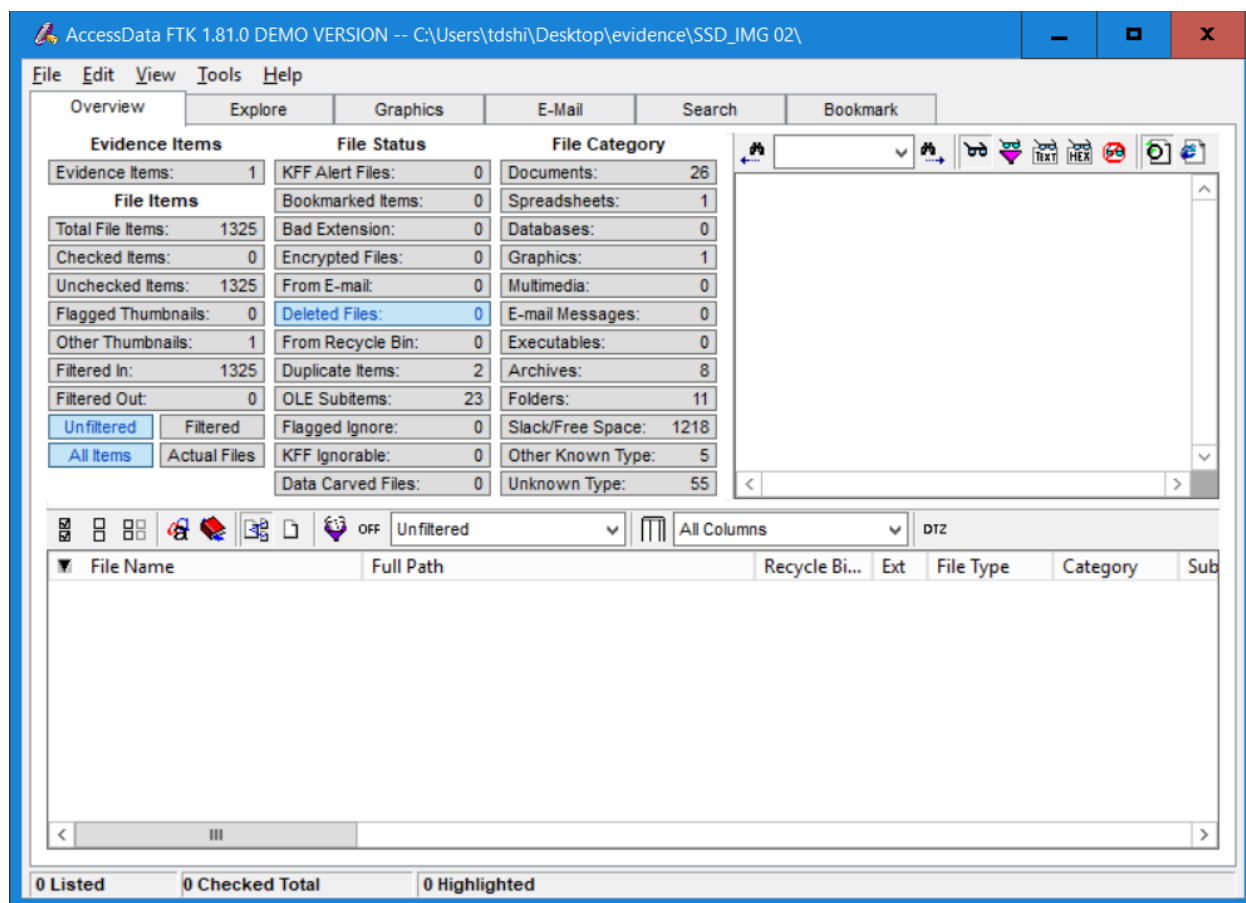 AccessData FTK 1.81.0 DEMO VERSION -- C:\Users\tdshi\Desktop\evidence\SSD_IMG 02\
File Edit View Tools Help
Overview Explore Graphics E-Mail Search Bookmark
Evidence Items File Status File Category
Evidence Items: 1 KFF Alert Files: 0 Documents: 26
File Items Bookmarked Items: 0 Spreadsheets: 1
Total File Items: 1325 Bad Extension: 0 Databases: 0
Checked Items: 0 Encrypted Files: 0 Graphics: 1
Unchecked Items: 1325 From E-mail: 0 Multimedia: 0
Flagged Thumbnails: 0 Deleted Files: 0 E-mail Messages: 0
Other Thumbnails: 1 From Recycle Bin: 0 Executables: 0
Filtered In: 1325 Duplicate Items: 2 Archives: 8
Filtered Out: 0 OLE Subitems: 23 Folders: 11
Unfiltered Filtered Flagged Ignore: 0 Slack/Free Space: 1218
All Items Actual Files KFF Ignorable: 0 Other Known Type: 5
Data Carved Files: 0 Unknown Type: 55
TEXT HEX
OFF Unfiltered All Columns DTZ
File Name Full Path Recycle Bi... Ext File Type Category Sub
0 Listed 0 Checked Total 0 Highlighted